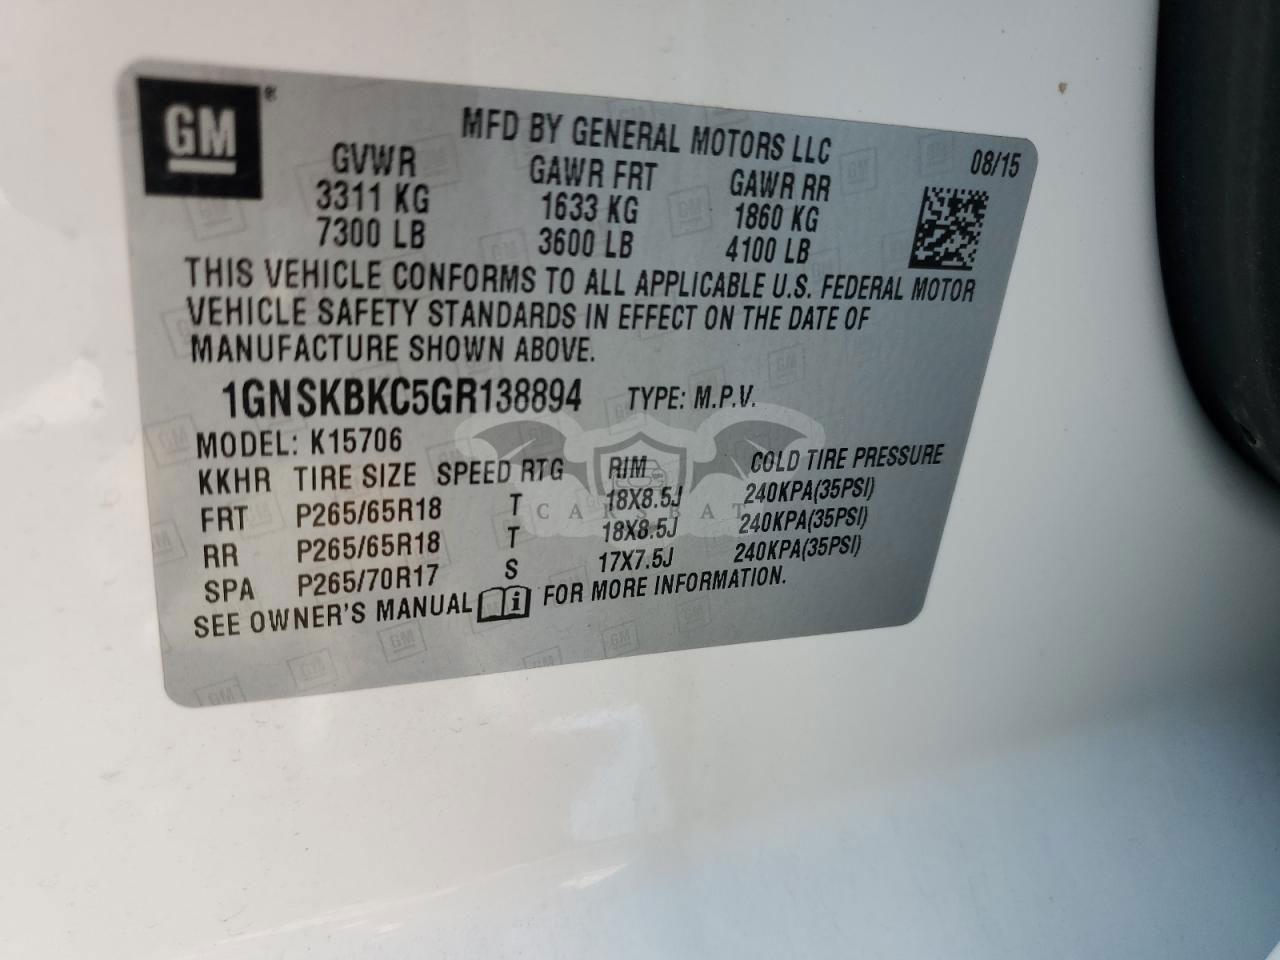 GM ®
MFD BY GENERAL MOTORS LLC 08/15
GVWR GAWR FRT GAWR RR
3311 KG 1633 KG 1860 KG
7300 LB 3600 LB 4100 LB
THIS VEHICLE CONFORMS TO ALL APPLICABLE U.S. FEDERAL MOTOR
VEHICLE SAFETY STANDARDS IN EFFECT ON THE DATE OF
MANUFACTURE SHOWN ABOVE.
1GNSKBKC5GR138894 TYPE: M.P.V.
MODEL: K15706
KKHR TIRE SIZE SPEED RTG RIM COLD TIRE PRESSURE
FRT P265/65R18 T 18X8.5J 240KPA(35PSI)
RR P265/65R18 T 18X8.5J 240KPA(35PSI)
SPA P265/70R17 S 17X7.5J 240KPA(35PSI)
SEE OWNER'S MANUAL FOR MORE INFORMATION.
CARSBAT